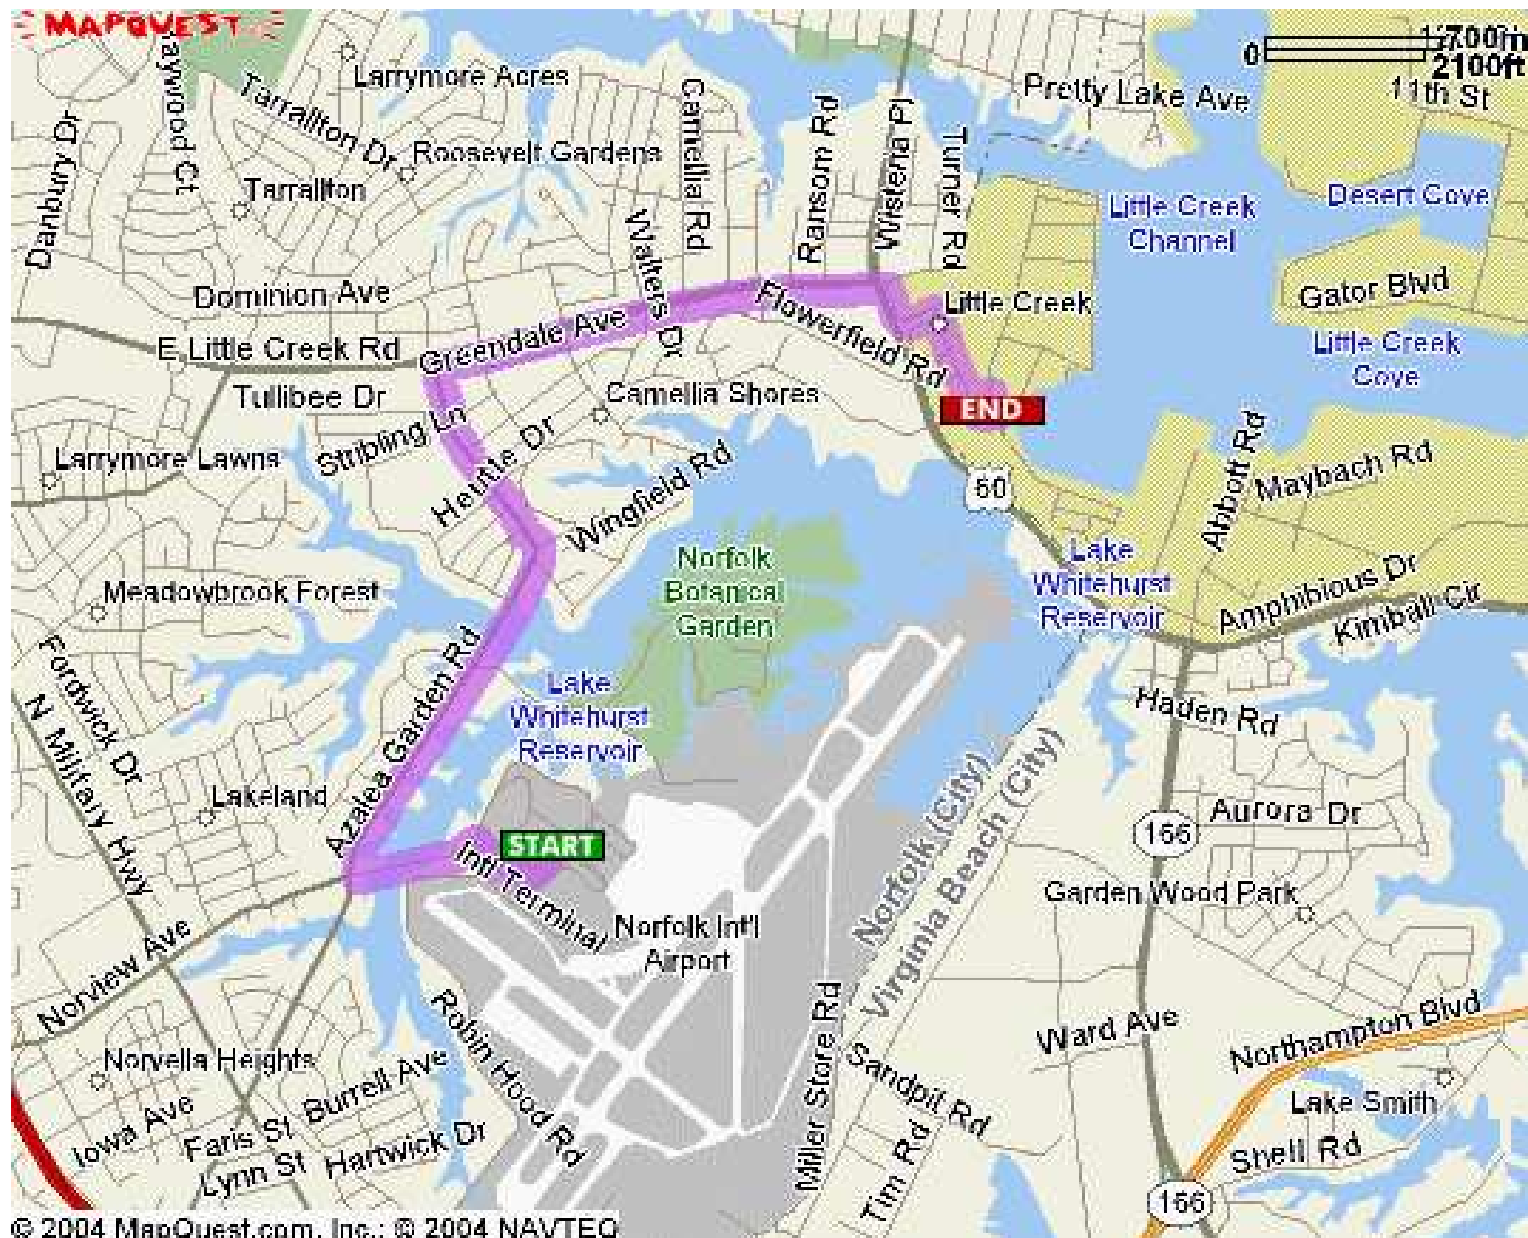 MAPQUEST
0
2100ft
Larrymore Acres
Pretty Lake Ave
11th St
Tarrallton Dr
Camellia Rd
Ransom Rd
Wisteria Pl
Turner Rd
Danbury Dr
Roosevelt Gardens
Tarrallton
Desert Cove
Little Creek
Channel
Walters Dr
Dominion Ave
Gator Blvd
Flowerfield Rd
Little Creek
E Little Creek Rd
Greendale Ave
Little Creek
Cove
Tullibee Dr
Camellia Shores
END
Stribling Ln
Larrymore Lawns
Heutte Dr
Wingfield Rd
60
Abbott Rd
Maybach Rd
Norfolk
Botanical
Garden
Lake
Whitehurst
Reservoir
Meadowbrook Forest
Amphibious Dr
Kimball Cir
Fordwick Dr
N Military Hwy
Azalea Garden Rd
Lake
Whitehurst
Reservoir
Haden Rd
Lakeland
Aurora Dr
166
START
Intl Terminal
Norfolk (City)
Virginia Beach (City)
Garden Wood Park
Norfolk Int'l
Airport
Norview Ave
Robin Hood Rd
Miller Store Rd
Ward Ave
Northampton Blvd
Norvella Heights
Burrell Ave
Sandpit Rd
Lake Smith
Iowa Ave
Faris St
Lynn St
Hartwick Dr
Tim Rd
Shell Rd
166
© 2004 MapQuest.com, Inc.; © 2004 NAVTEQ